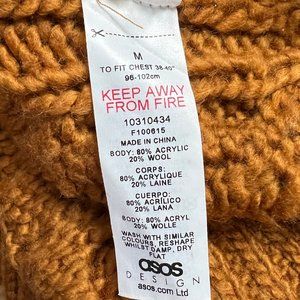 M
TO FIT CHEST 38-40"
96-102cm
KEEP AWAY
FROM FIRE
10310434
F100615
MADE IN CHINA
BODY: 80% ACRYLIC
20% WOOL
CORPS:
80% ACRYLIQUE
20% LAINE
CUERPO:
80% ACRÍLICO
20% LANA
BODY: 80% ACRYL
20% WOLLE
WASH WITH SIMILAR
COLOURS, RESHAPE
WHILST DAMP, DRY
FLAT
asos
DESIGN
asos.com Ltd